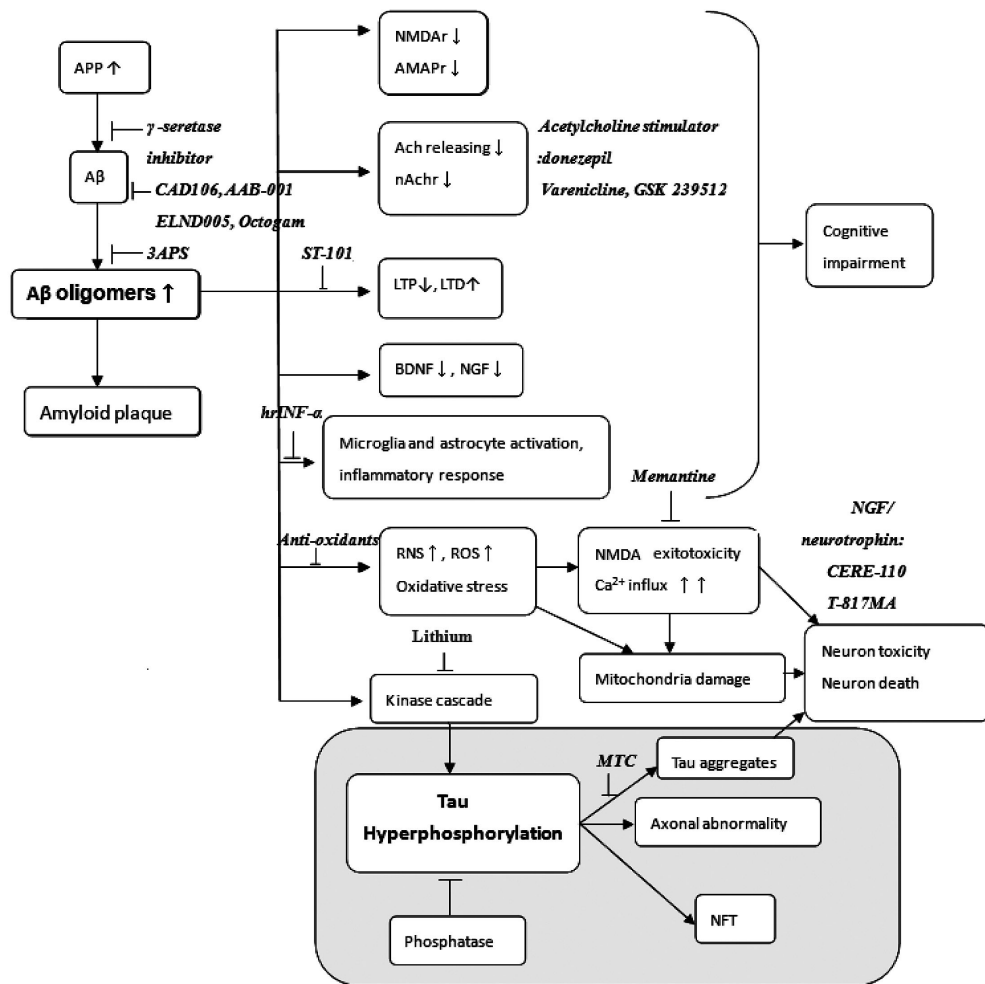 APP ↑
γ -seretase
inhibitor
Aβ
CAD106, AAB-001
ELND005, Octogam
3APS
Aβ oligomers ↑
Amyloid plaque
NMDAr ↓
AMAPr ↓
Ach releasing ↓
nAchr ↓
Acetylcholine stimulator
:donezepil
Varenicline, GSK 239512
ST-101
LTP↓, LTD↑
BDNF ↓ , NGF ↓
hrINF-α
Microglia and astrocyte activation,
inflammatory response
Cognitive
impairment
Anti-oxidants
RNS ↑ , ROS ↑
Oxidative stress
Memantine
NMDA exitotoxicity
Ca²⁺ influx ↑ ↑
NGF/
neurotrophin:
CERE-110
T-817MA
Mitochondria damage
Neuron toxicity
Neuron death
Lithium
Kinase cascade
Tau
Hyperphosphorylation
MTC
Tau aggregates
Axonal abnormality
NFT
Phosphatase